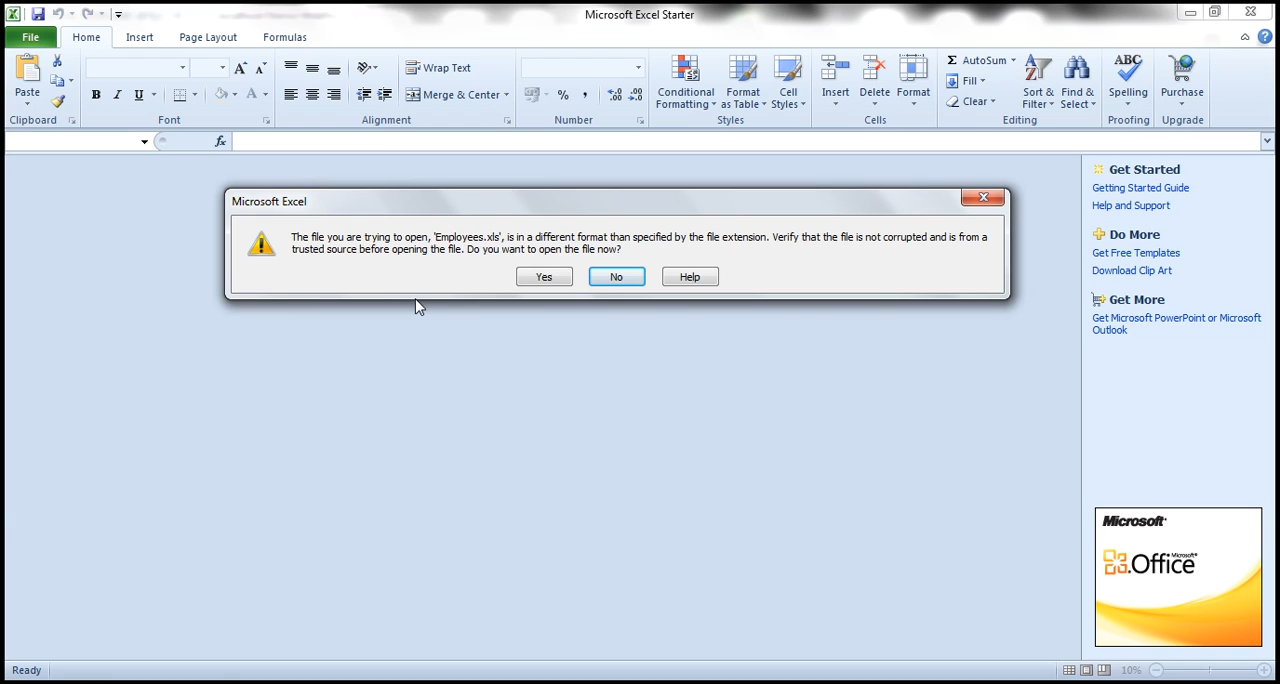 Microsoft Excel Starter
File Home Insert Page Layout Formulas
Paste
Clipboard
B I U
A A
Font
Wrap Text
Merge & Center
Alignment
% ,
Number
Conditional Formatting
Format as Table
Cell Styles
Styles
Insert
Delete
Format
Cells
Σ AutoSum
Fill
Clear
Sort & Filter
Find & Select
Editing
ABC
Spelling
Proofing
Purchase
Upgrade
fx
Microsoft Excel
The file you are trying to open, 'Employees.xls', is in a different format than specified by the file extension. Verify that the file is not corrupted and is from a
trusted source before opening the file. Do you want to open the file now?
Yes No Help
Get Started
Getting Started Guide
Help and Support
Do More
Get Free Templates
Download Clip Art
Get More
Get Microsoft PowerPoint or Microsoft
Outlook
Microsoft
Microsoft
Office
Ready
10%